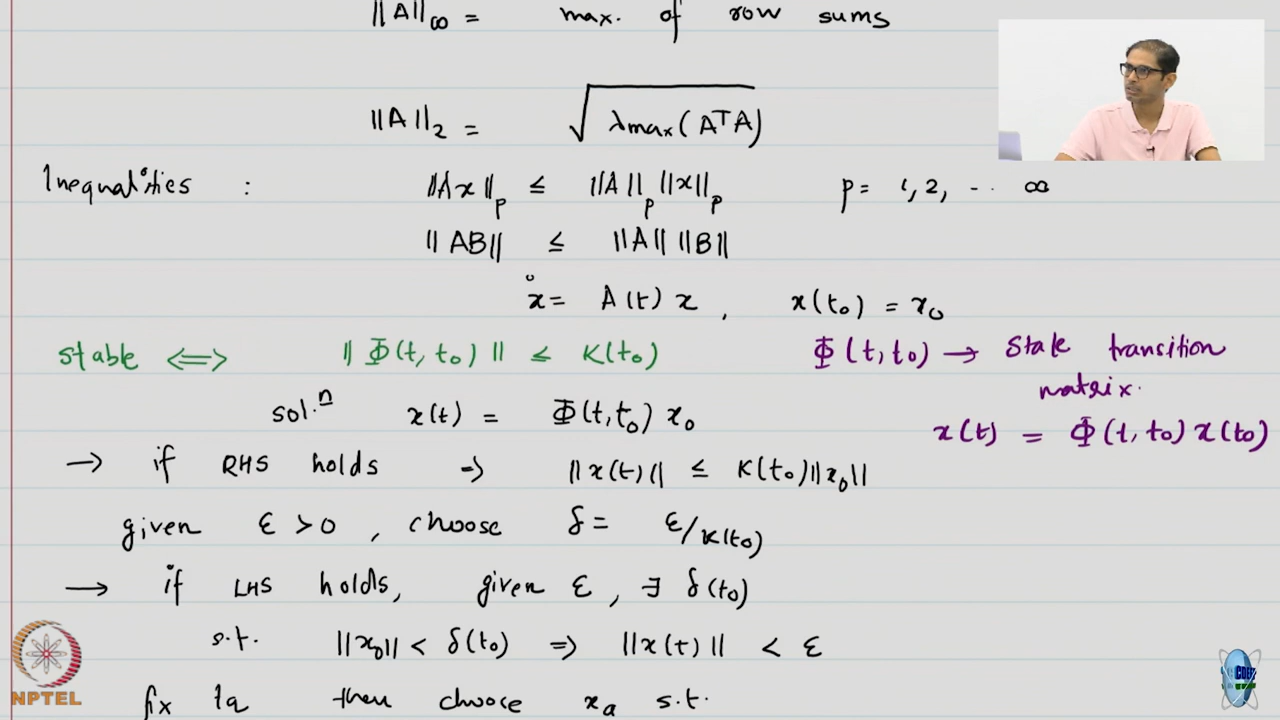 ||A||∞ = max. of row sums
||A||₂ = √λmax(AᵀA)
Inequalities : ||Ax||ₚ ≤ ||A||ₚ ||x||ₚ p = 1, 2, -- ∞
||AB|| ≤ ||A|| ||B||
ẋ = A(t) x , x(t₀) = x₀
stable ⟺ ||Φ(t, t₀)|| ≤ K(t₀)
Φ(t, t₀) → State transition
matrix.
sol.ⁿ x(t) = Φ(t, t₀) x₀
x(t) = Φ(t, t₀) x(t₀)
→ if RHS holds ⇒ ||x(t)|| ≤ K(t₀)||x₀||
given ε > 0 , choose δ = ε/K(t₀)
→ if LHS holds, given ε , ∃ δ(t₀)
s.t. ||x₀|| < δ(t₀) ⇒ ||x(t)|| < ε
fix ta then choose xa s.t.
NPTEL